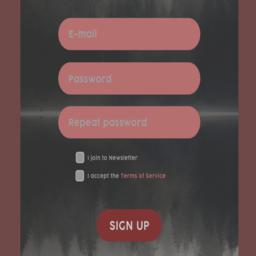 E-mail
Password
Repeat password
I join to Newsletter
I accept the Terms of Service
SIGN UP